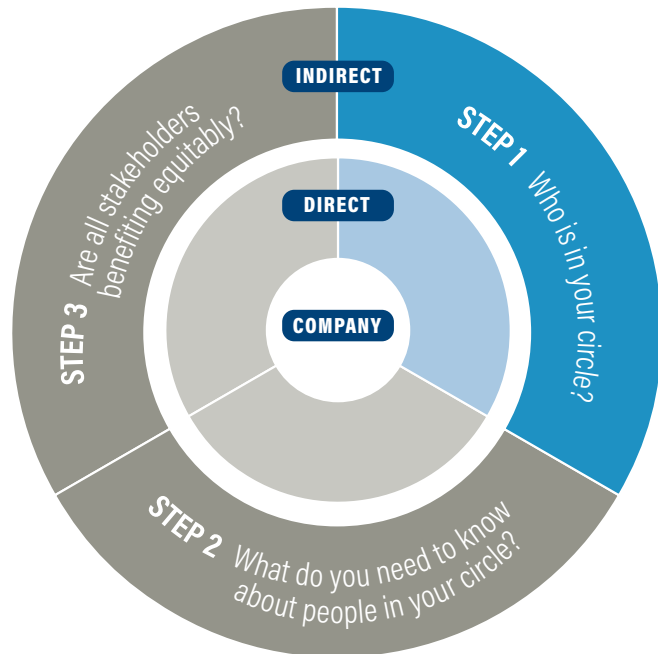 INDIRECT
DIRECT
COMPANY
STEP 1 Who is in your circle?
STEP 2 What do you need to know
about people in your circle?
STEP 3 Are all stakeholders
benefiting equitably?